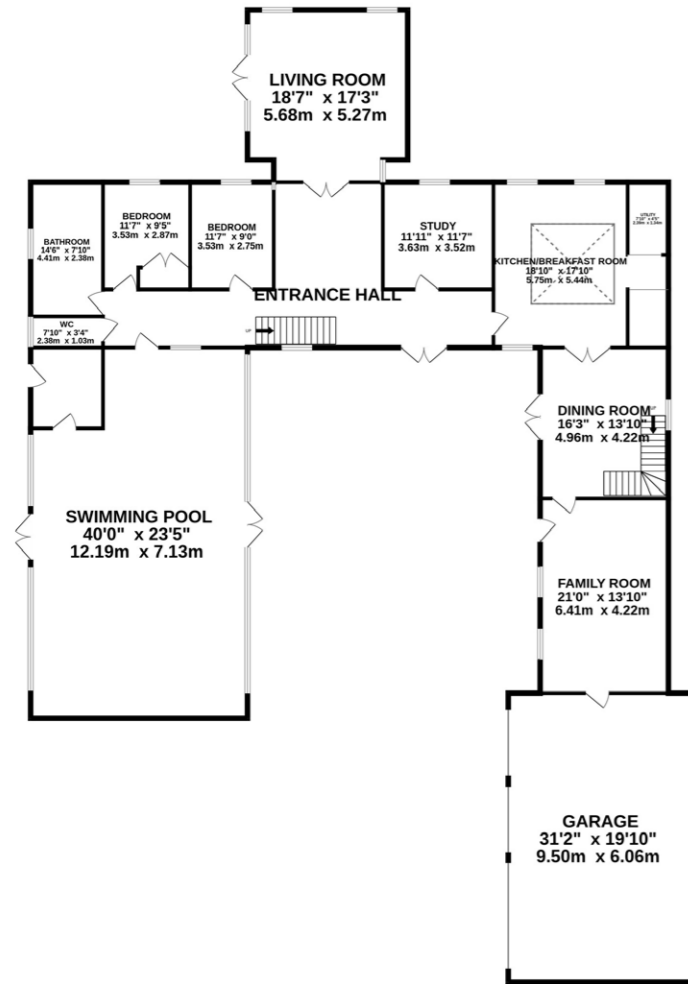 LIVING ROOM
18'7" x 17'3"
5.68m x 5.27m
BATHROOM
14'6" x 7'10"
4.41m x 2.38m
BEDROOM
11'7" x 9'5"
3.53m x 2.87m
BEDROOM
11'7" x 9'0"
3.53m x 2.75m
STUDY
11'11" x 11'7"
3.63m x 3.52m
KITCHEN/BREAKFAST ROOM
18'10" x 17'10"
5.75m x 5.44m
UTILITY
ENTRANCE HALL
WC
7'10" x 3'4"
2.38m x 1.03m
UP
DINING ROOM
16'3" x 13'10"
4.96m x 4.22m
SWIMMING POOL
40'0" x 23'5"
12.19m x 7.13m
FAMILY ROOM
21'0" x 13'10"
6.41m x 4.22m
GARAGE
31'2" x 19'10"
9.50m x 6.06m